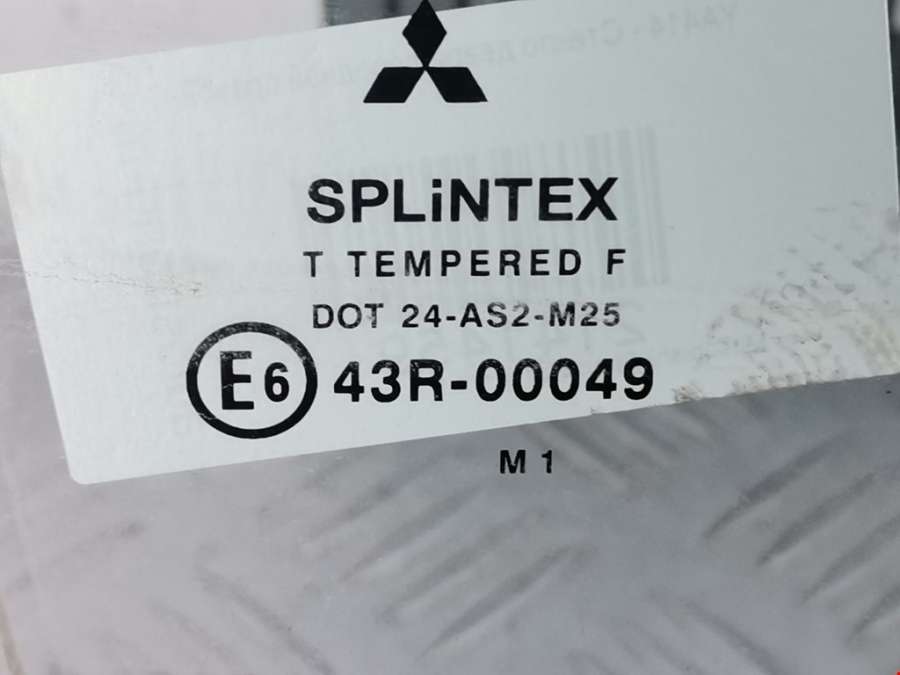 SPLiNTEX
T TEMPERED F
DOT 24-AS2-M25
E6 43R-00049
M 1